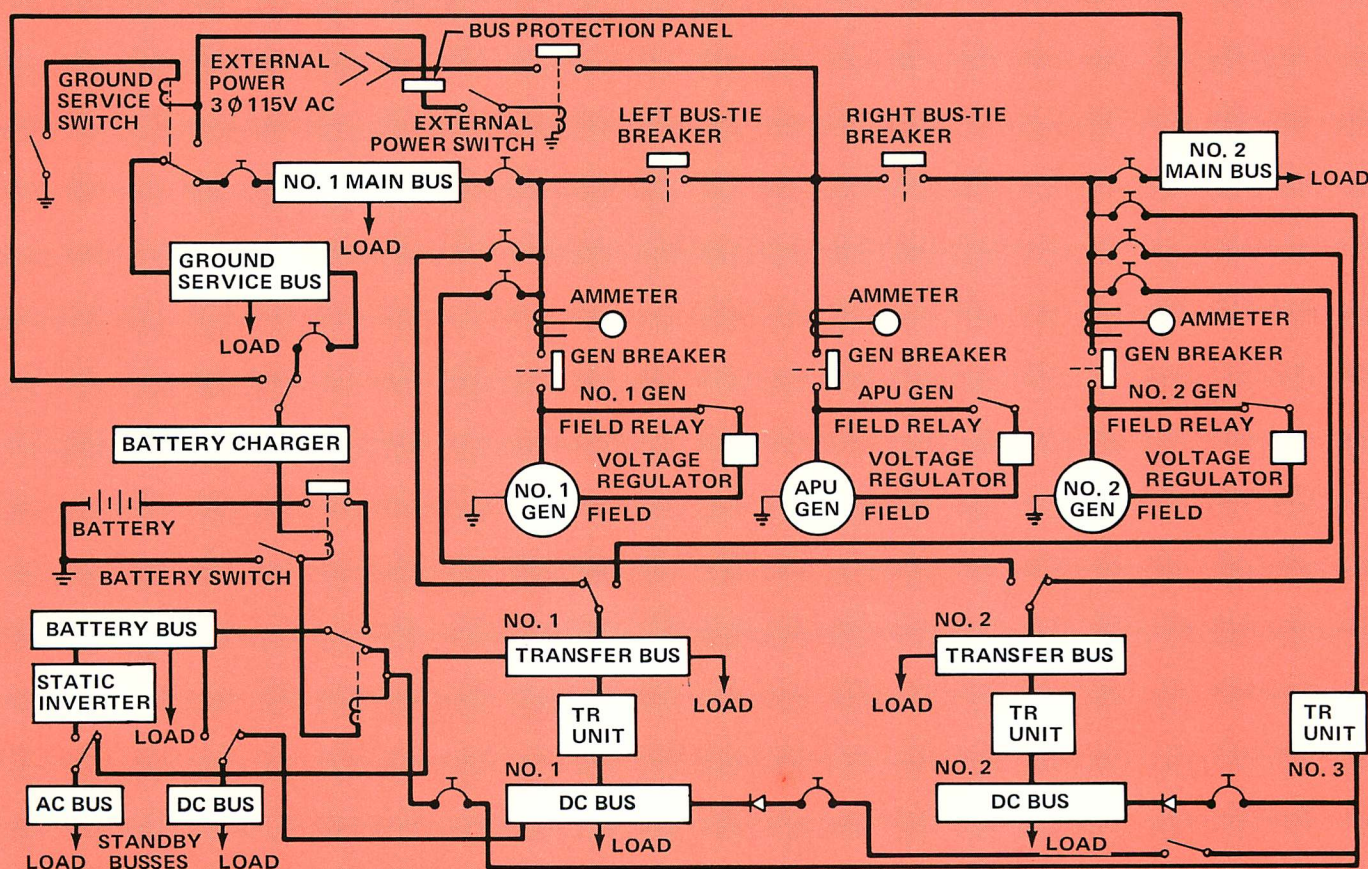 BUS PROTECTION PANEL
EXTERNAL
POWER
3 φ 115V AC
GROUND
SERVICE
SWITCH
EXTERNAL
POWER SWITCH
LEFT BUS-TIE
BREAKER
RIGHT BUS-TIE
BREAKER
NO. 1 MAIN BUS
LOAD
NO. 2
MAIN BUS
LOAD
GROUND
SERVICE BUS
LOAD
AMMETER
GEN BREAKER
NO. 1 GEN
FIELD RELAY
VOLTAGE
REGULATOR
NO. 1
GEN
FIELD
AMMETER
GEN BREAKER
APU GEN
FIELD RELAY
VOLTAGE
REGULATOR
APU
GEN
FIELD
AMMETER
GEN BREAKER
NO. 2 GEN
FIELD RELAY
VOLTAGE
REGULATOR
NO. 2
GEN
FIELD
BATTERY CHARGER
BATTERY
BATTERY SWITCH
BATTERY BUS
STATIC
INVERTER
LOAD
AC BUS
DC BUS
LOAD
STANDBY
BUSSES
LOAD
NO. 1
TRANSFER BUS
LOAD
TR
UNIT
NO. 1
DC BUS
LOAD
NO. 2
TRANSFER BUS
LOAD
TR
UNIT
NO. 2
DC BUS
LOAD
TR
UNIT
NO. 3